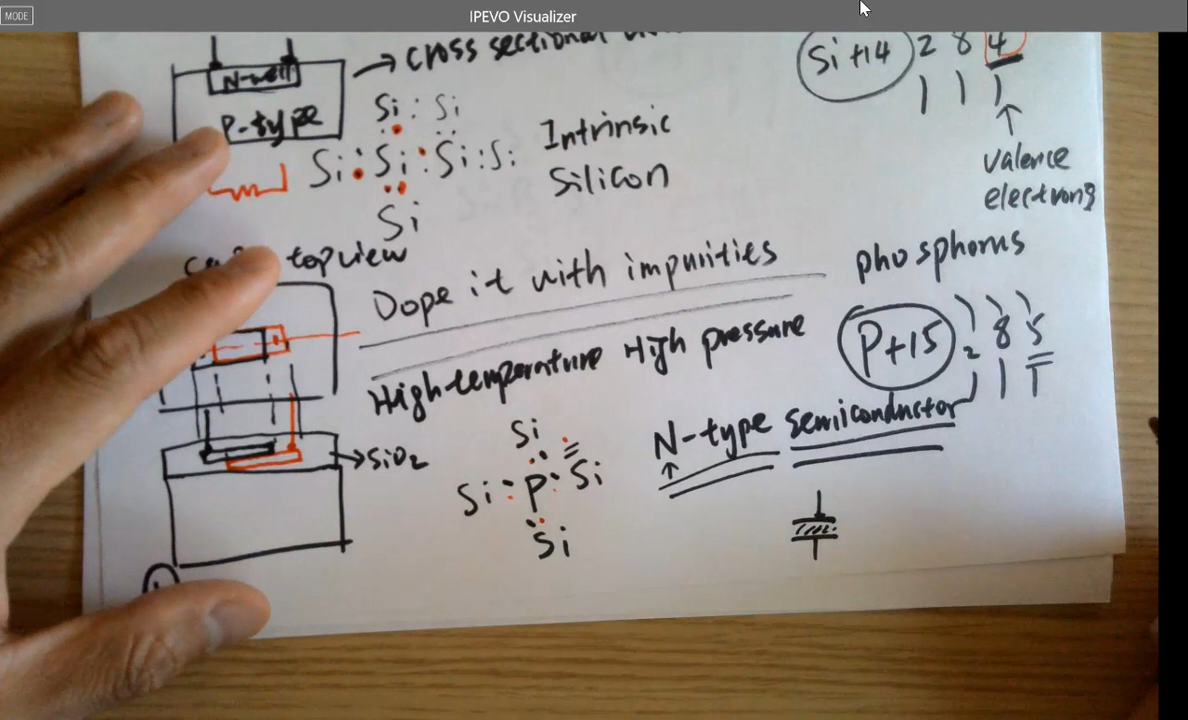 MODE
IPEVO Visualizer
→ cross sectional
N-well
P-type
Si : Si
Si : Si : Si : Si
Si
Intrinsic
Silicon
Si+14 2 8 4
valence
electrons
top view
Dope it with impurities
High-temperature High pressure
phosphorus
P+15 2 8 5
N-type semiconductor
→ SiO₂
Si
Si : P : Si
Si